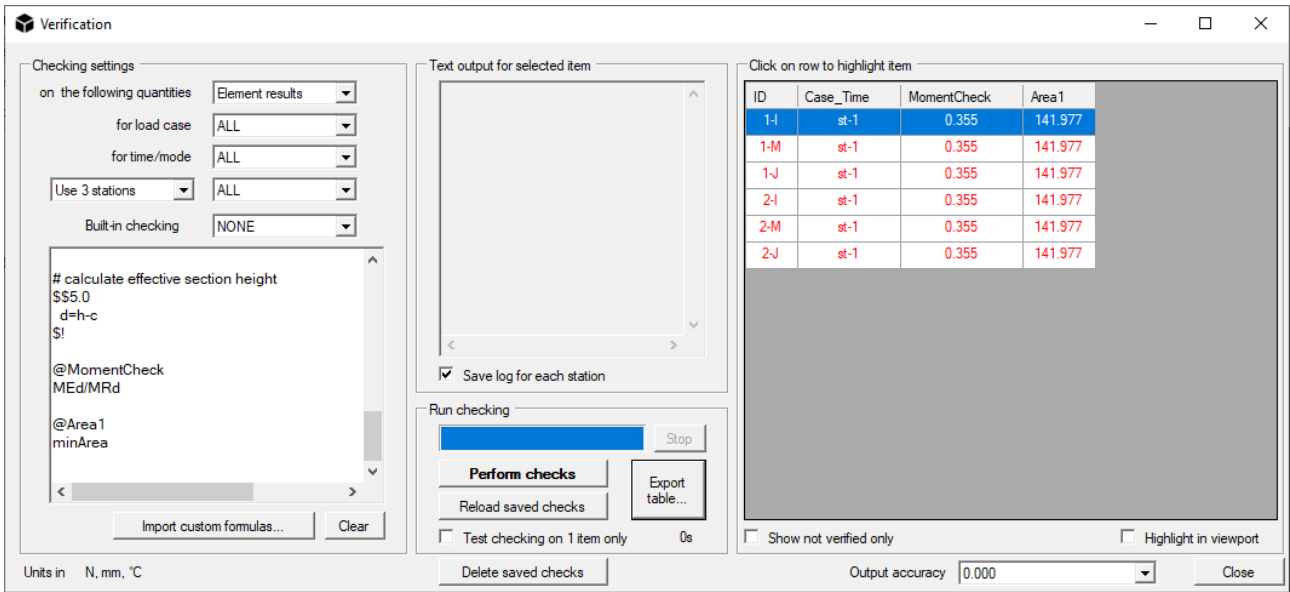 Verification
Checking settings
on the following quantities Element results
for load case ALL
for time/mode ALL
Use 3 stations ALL
Built-in checking NONE
# calculate effective section height
$$5.0
d=h-c
$!
@MomentCheck
MEd/MRd
@Area1
minArea
Import custom formulas... Clear
Units in N, mm, °C
Text output for selected item
Save log for each station
Run checking
Stop
Perform checks
Export table...
Reload saved checks
Test checking on 1 item only 0s
Delete saved checks
Click on row to highlight item
ID Case_Time MomentCheck Area1
1-I st-1 0.355 141.977
1-M st-1 0.355 141.977
1-J st-1 0.355 141.977
2-I st-1 0.355 141.977
2-M st-1 0.355 141.977
2-J st-1 0.355 141.977
Show not verified only Highlight in viewport
Output accuracy 0.000 Close